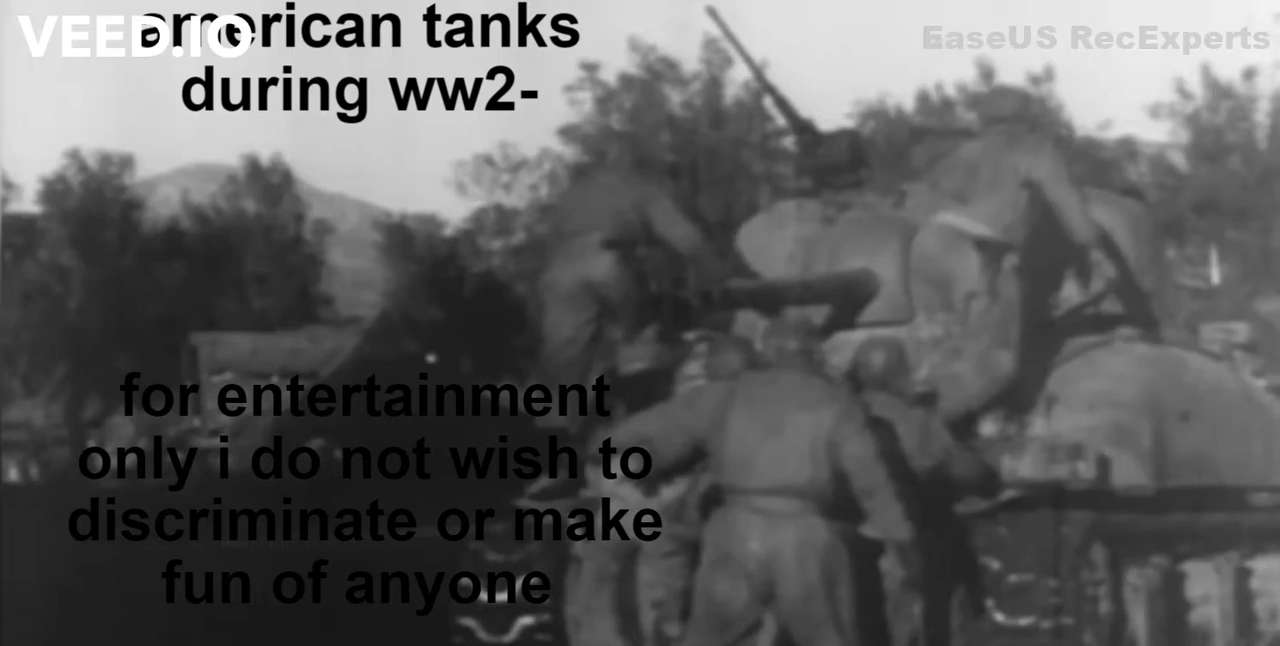 VEED.IO
EaseUS RecExperts
american tanks
during ww2-
for entertainment
only i do not wish to
discriminate or make
fun of anyone